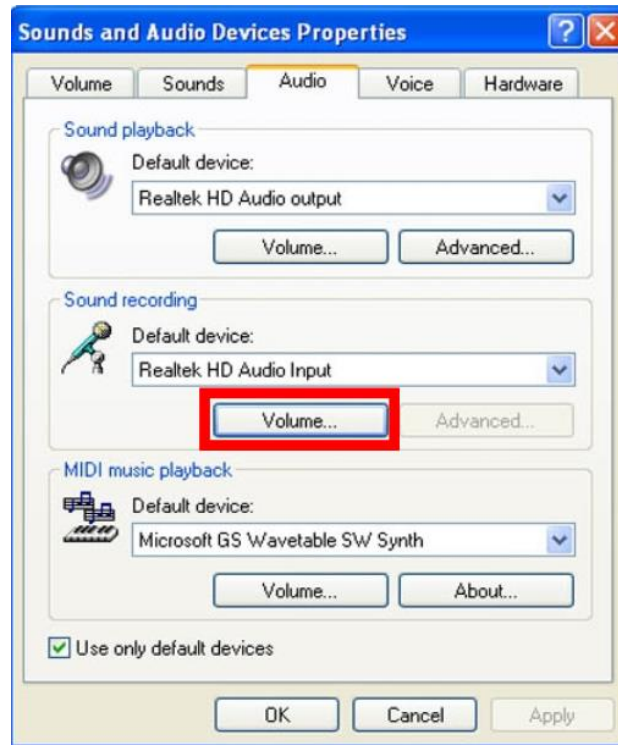 Sounds and Audio Devices Properties
Volume Sounds Audio Voice Hardware
Sound playback
Default device:
Realtek HD Audio output
Volume... Advanced...
Sound recording
Default device:
Realtek HD Audio Input
Volume... Advanced...
MIDI music playback
Default device:
Microsoft GS Wavetable SW Synth
Volume... About...
Use only default devices
OK Cancel Apply